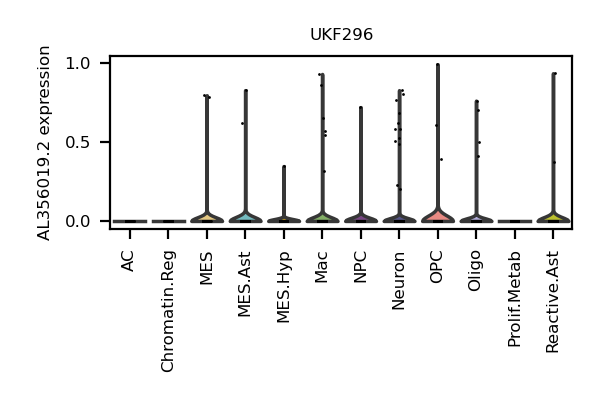 UKF296
AL356019.2 expression
1.0
0.5
0.0
AC
Chromatin.Reg
MES
MES.Ast
MES.Hyp
Mac
NPC
Neuron
OPC
Oligo
Prolif.Metab
Reactive.Ast